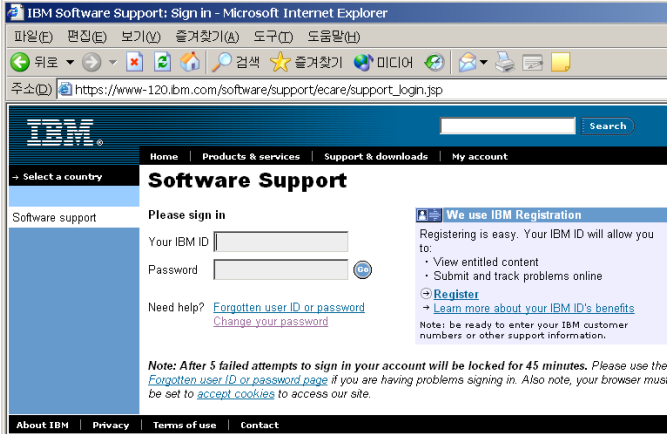 IBM Software Support: Sign in - Microsoft Internet Explorer
파일(F) 편집(E) 보기(V) 즐겨찾기(A) 도구(T) 도움말(H)
뒤로 검색 즐겨찾기 미디어
주소(D) https://www-120.ibm.com/software/support/ecare/support_login.jsp
IBM®
Search
Home | Products & services | Support & downloads | My account
→ Select a country
Software Support
Software support
Please sign in
Your IBM ID
Password
Go
Need help? Forgotten user ID or password
Change your password
We use IBM Registration
Registering is easy. Your IBM ID will allow you
to:
· View entitled content
· Submit and track problems online
Register
→ Learn more about your IBM ID's benefits
Note: be ready to enter your IBM customer
numbers or other support information.
Note: After 5 failed attempts to sign in your account will be locked for 45 minutes. Please use the
Forgotten user ID or password page if you are having problems signing in. Also note, your browser must
be set to accept cookies to access our site.
About IBM | Privacy | Terms of use | Contact